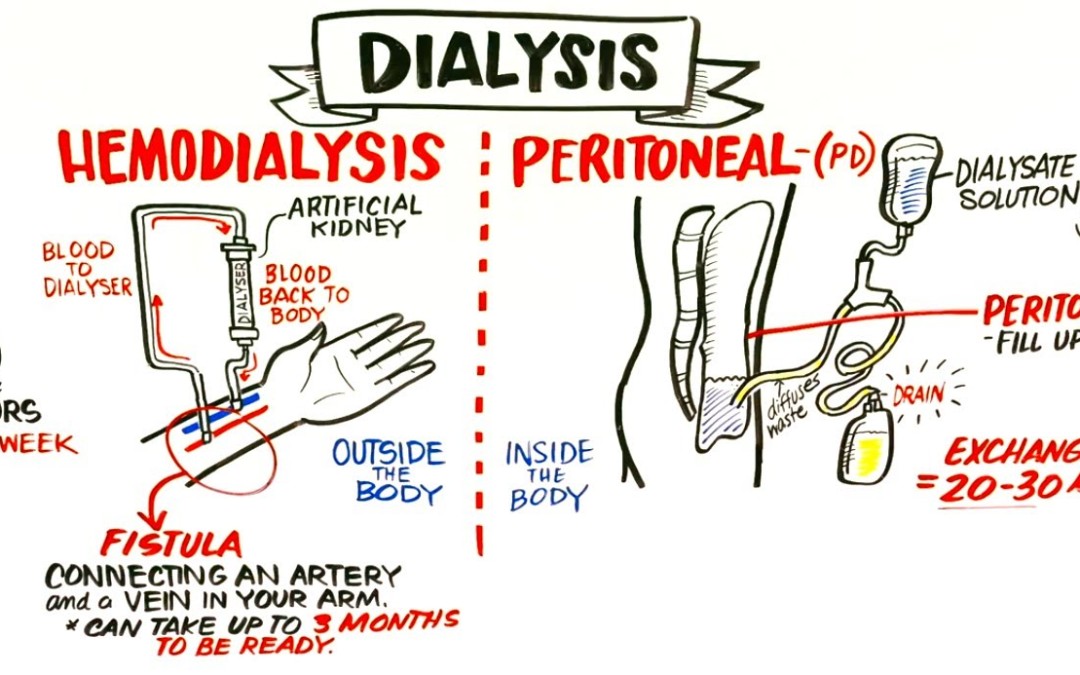 DIALYSIS
HEMODIALYSIS
ARTIFICIAL
KIDNEY
BLOOD
TO
DIALYSER
DIALYSER
BLOOD
BACK TO
BODY
RS
WEEK
OUTSIDE
THE
BODY
FISTULA
CONNECTING AN ARTERY
and a VEIN IN YOUR ARM.
* CAN TAKE UP TO 3 MONTHS
TO BE READY.
PERITONEAL-(PD)
DIALYSATE
SOLUTION
PERITO
-FILL UP
diffuses
waste
DRAIN
INSIDE
THE
BODY
EXCHANG
= 20-30